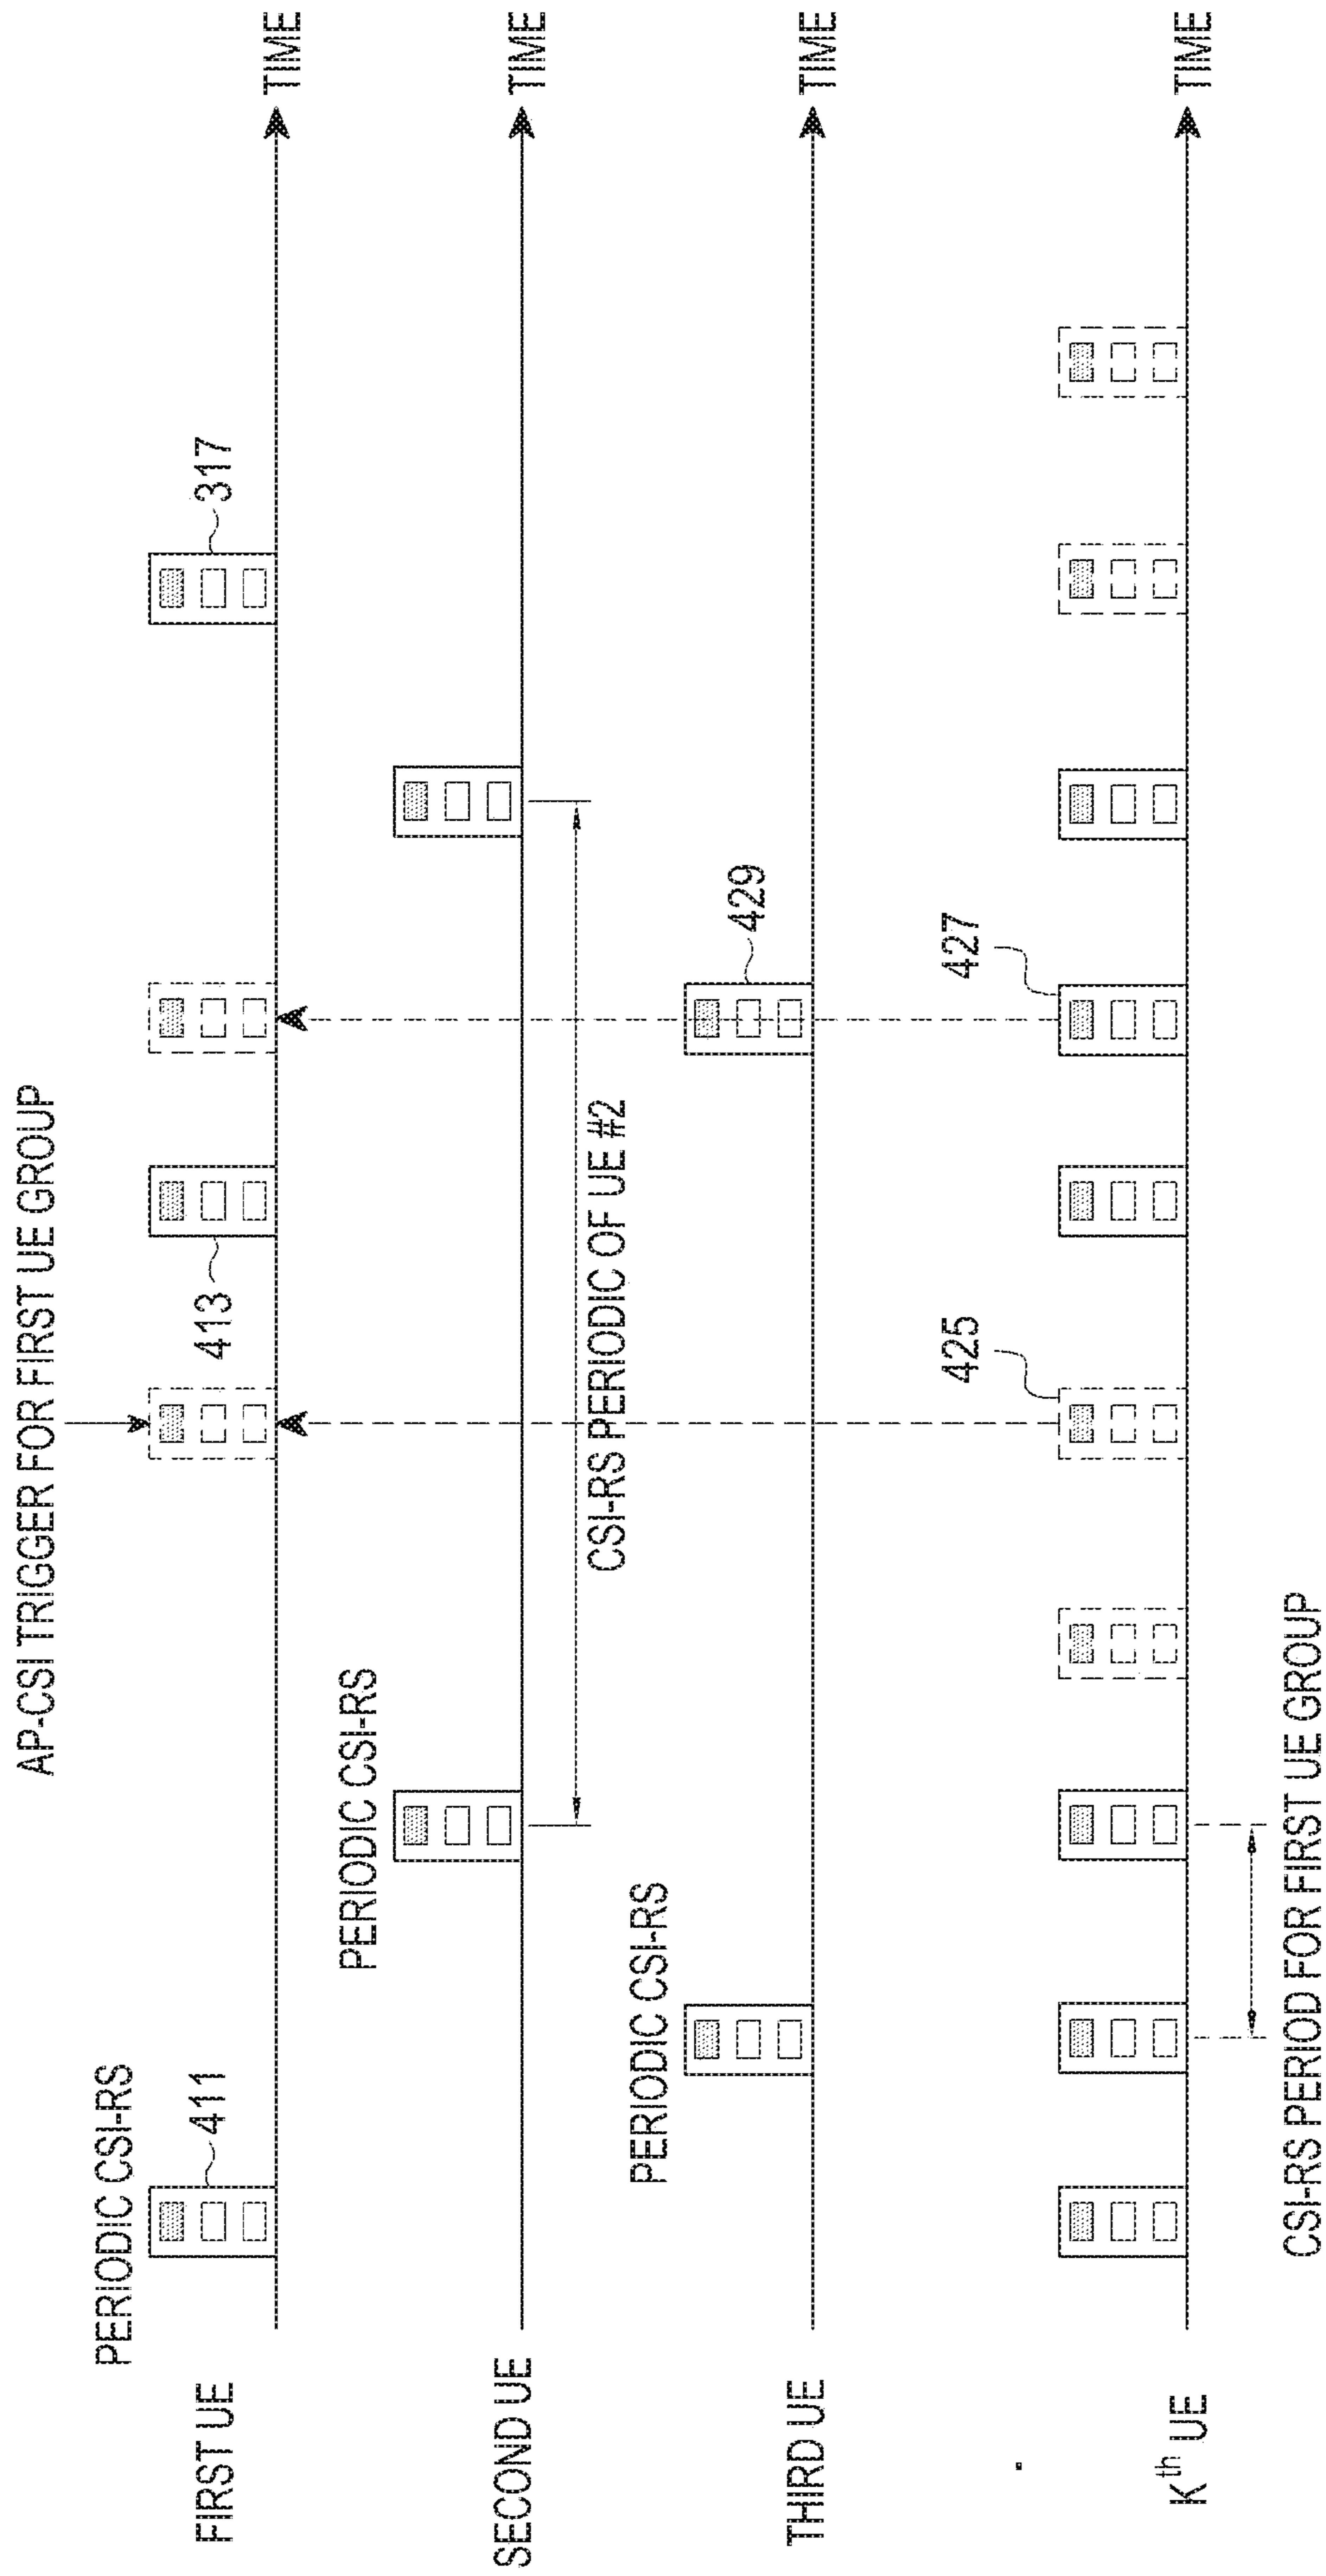 AP-CSI TRIGGER FOR FIRST UE GROUP
PERIODIC CSI-RS
FIRST UE
411
413
317
TIME
PERIODIC CSI-RS
SECOND UE
TIME
CSI-RS PERIODIC OF UE #2
PERIODIC CSI-RS
THIRD UE
429
TIME
425
427
Kth UE
TIME
CSI-RS PERIOD FOR FIRST UE GROUP